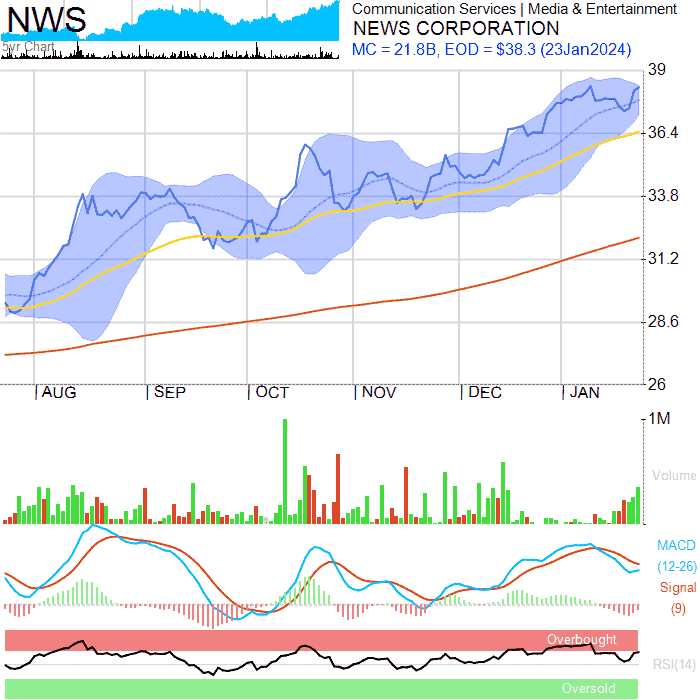 NWS
5yr Chart
Communication Services | Media & Entertainment
NEWS CORPORATION
MC = 21.8B, EOD = $38.3 (23Jan2024)
39
36.4
33.8
31.2
28.6
26
AUG SEP OCT NOV DEC JAN
1M
Volume
MACD
(12-26)
Signal
(9)
Overbought
RSI(14)
Oversold